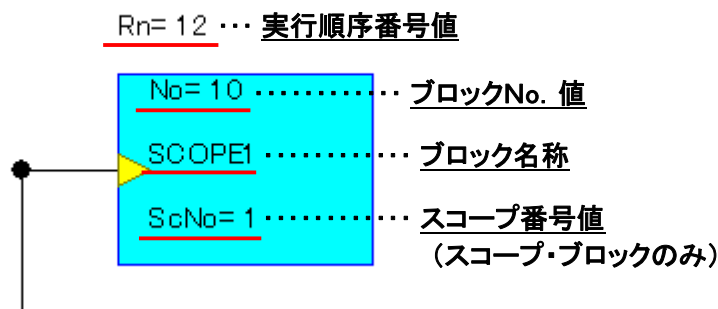 Rn= 12 ··· 実行順序番号値
No= 10 ············ ブロックNo. 値
SCOPE1 ·········· ブロック名称
ScNo= 1 ··········· スコープ番号値
（スコープ・ブロックのみ）